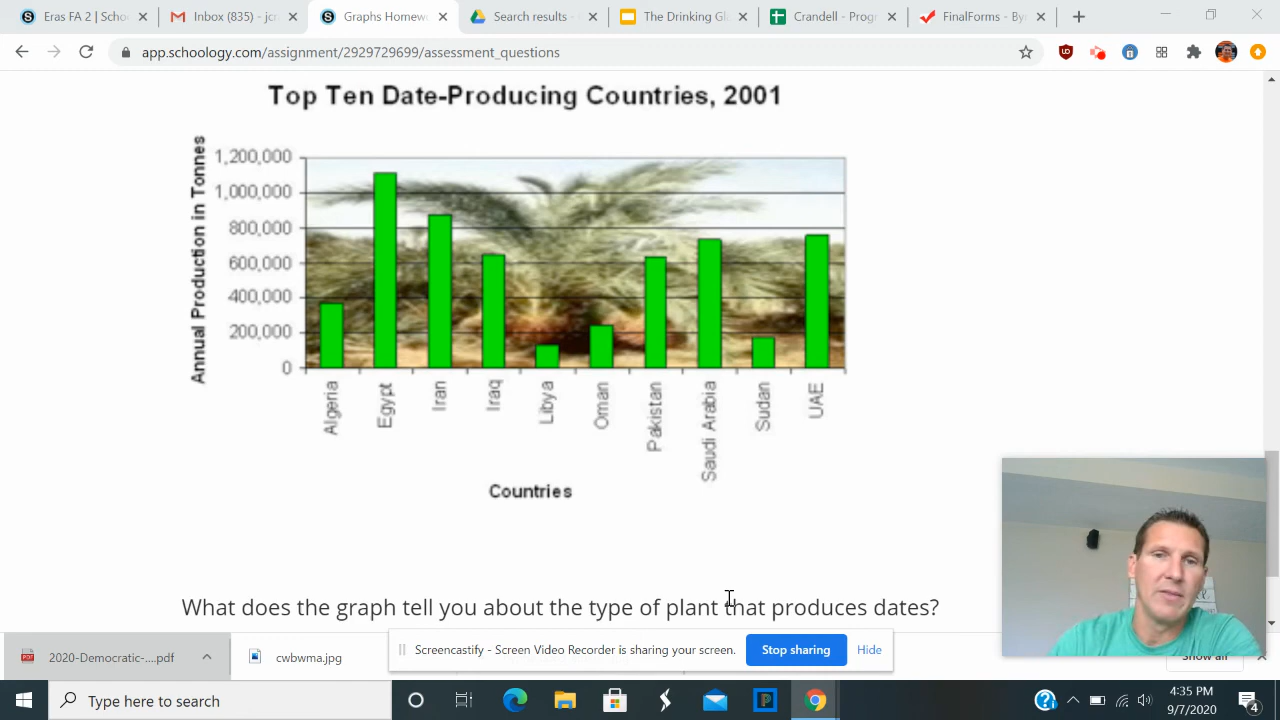 Eras in 2 | Scho
Inbox (835) - jcr
Graphs Homew
Search results -
The Drinking Gl
Crandell - Progr
FinalForms - By
app.schoology.com/assignment/2929729699/assessment_questions
Top Ten Date-Producing Countries, 2001
Annual Production in Tonnes
1,200,000
1,000,000
800,000
600,000
400,000
200,000
0
Algeria
Egypt
Iran
Iraq
Libya
Oman
Pakistan
Saudi Arabia
Sudan
UAE
Countries
What does the graph tell you about the type of plant that produces dates?
2020-Democratic-....pdf
cwbwma.jpg
Screencastify - Screen Video Recorder is sharing your screen.
Stop sharing
Hide
Show all
Type here to search
4:35 PM
9/7/2020
4